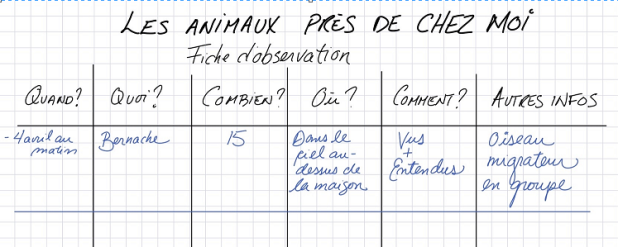 LES ANIMAUX PRÈS DE CHEZ MOI
Fiche d'observation
QUAND? QUOI? COMBIEN? OÙ? COMMENT? AUTRES INFOS
- 4 avril au matin
Bernache
15
Dans le
ciel au-
dessus de
la maison
Vus
+
Entendus
Oiseau
migrateur
en groupe